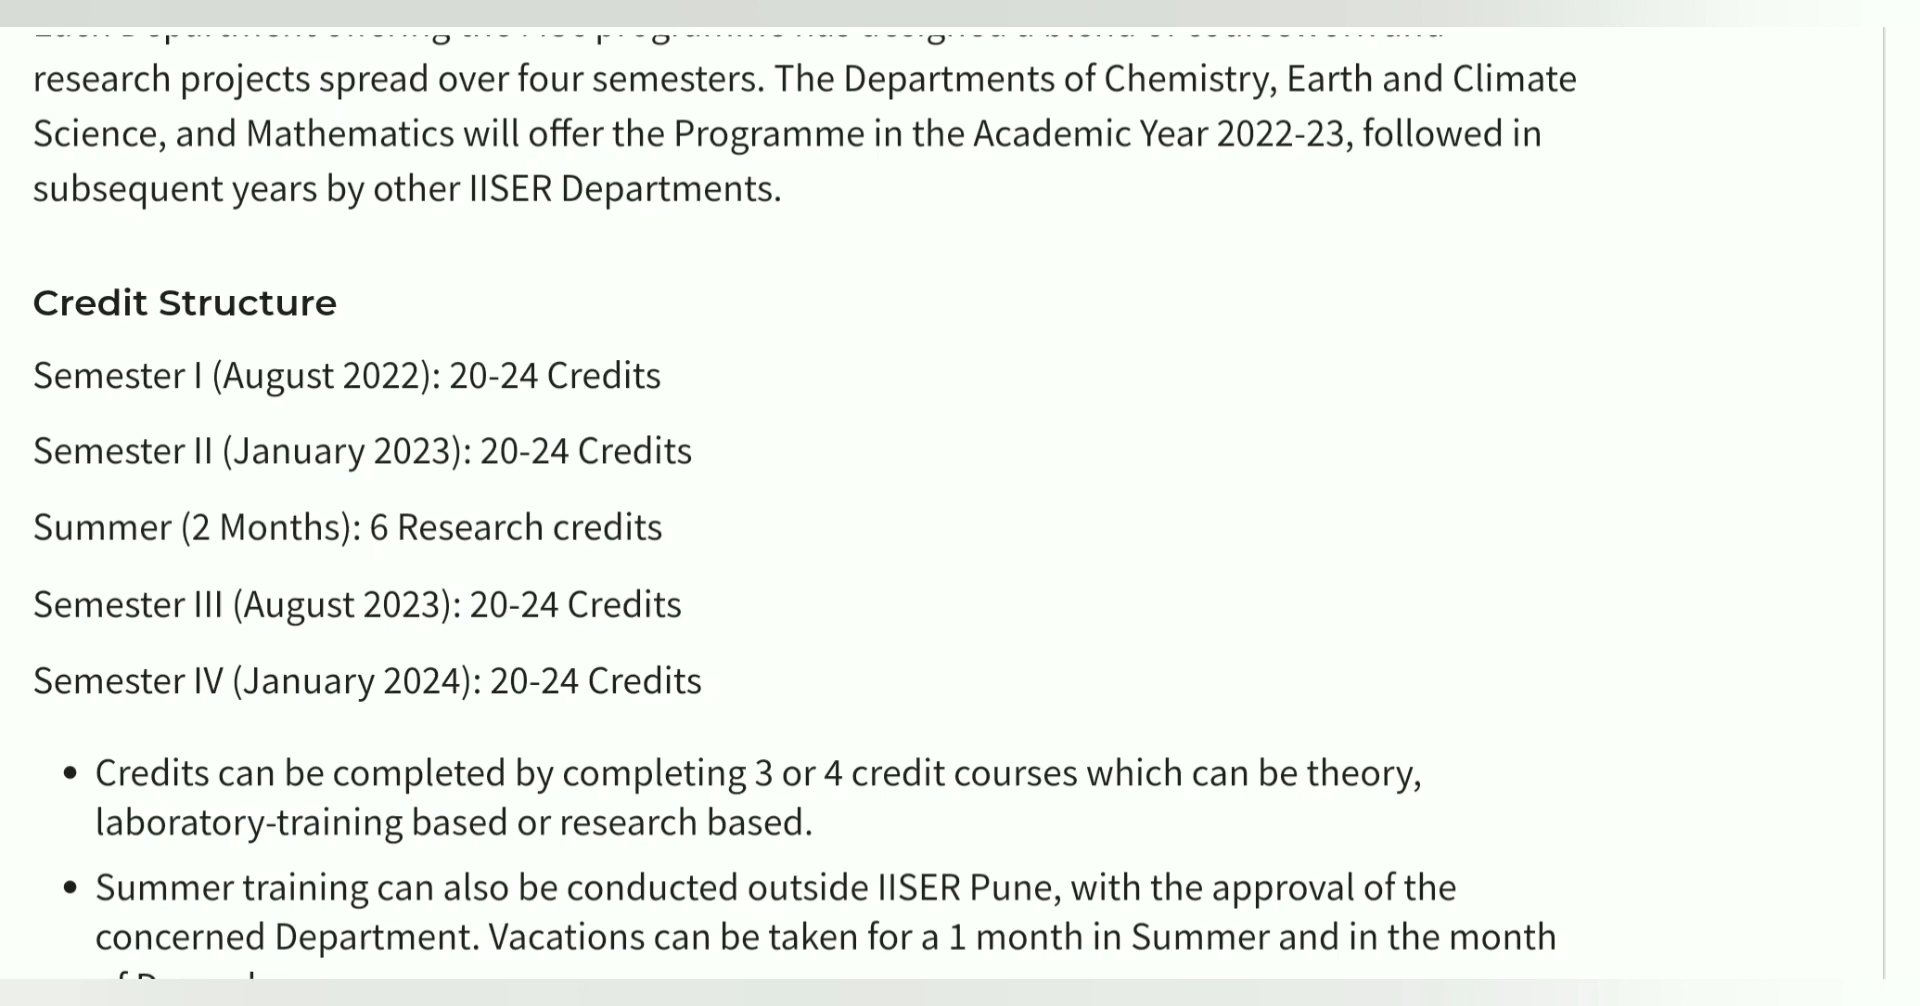 research projects spread over four semesters. The Departments of Chemistry, Earth and Climate
Science, and Mathematics will offer the Programme in the Academic Year 2022-23, followed in
subsequent years by other IISER Departments.
Credit Structure
Semester I (August 2022): 20-24 Credits
Semester II (January 2023): 20-24 Credits
Summer (2 Months): 6 Research credits
Semester III (August 2023): 20-24 Credits
Semester IV (January 2024): 20-24 Credits
• Credits can be completed by completing 3 or 4 credit courses which can be theory,
laboratory-training based or research based.
• Summer training can also be conducted outside IISER Pune, with the approval of the
concerned Department. Vacations can be taken for a 1 month in Summer and in the month